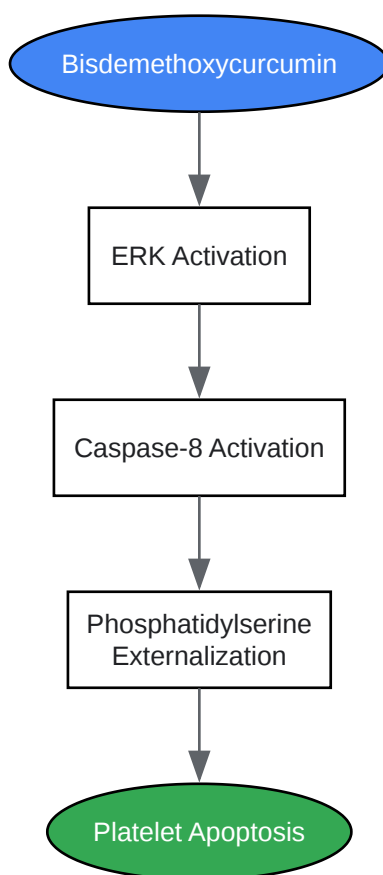 Bisdemethoxycurcumin
ERK Activation
Caspase-8 Activation
Phosphatidylserine
Externalization
Platelet Apoptosis